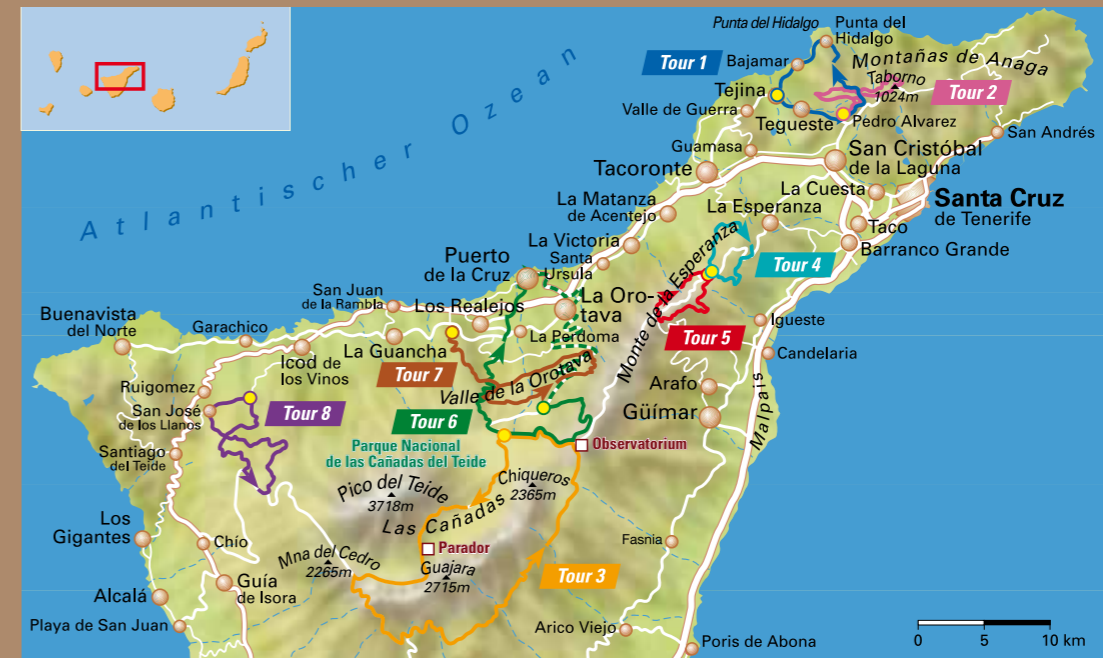 Atlantischer Ozean
Punta del Hidalgo
Punta del
Hidalgo
Tour 1
Bajamar
Montañas de Anaga
Taborno
1024m
Tour 2
Tejina
Valle de Guerra
Tegueste
Pedro Alvarez
San Andrés
Guamasa
San Cristóbal
de la Laguna
Tacoronte
La Cuesta
Santa Cruz
de Tenerife
La Matanza
de Acentejo
La Esperanza
Taco
Barranco Grande
La Victoria
Santa
Ursula
Tour 4
Puerto
de la Cruz
Monte de la Esperanza
San Juan
de la Rambla
Los Realejos
La Oro-
tava
Tour 5
Igueste
Buenavista
del Norte
Garachico
La Perdoma
Candelaria
Icod de
los Vinos
La Guancha
Tour 7
Valle de la Orotava
Arafo
Malpais
Ruigomez
San José
de los Llanos
Tour 8
Tour 6
Güímar
Santiago
del Teide
Parque Nacional
de las Cañadas del Teide
Observatorium
Pico del Teide
3718m
Chiqueros
2365m
Las Cañadas
Los
Gigantes
Chío
Parador
Fasnia
Mna del Cedro
2265m
Guajara
2715m
Tour 3
Guía
de Isora
Alcalá
Playa de San Juan
Arico Viejo
Poris de Abona
0 5 10 km